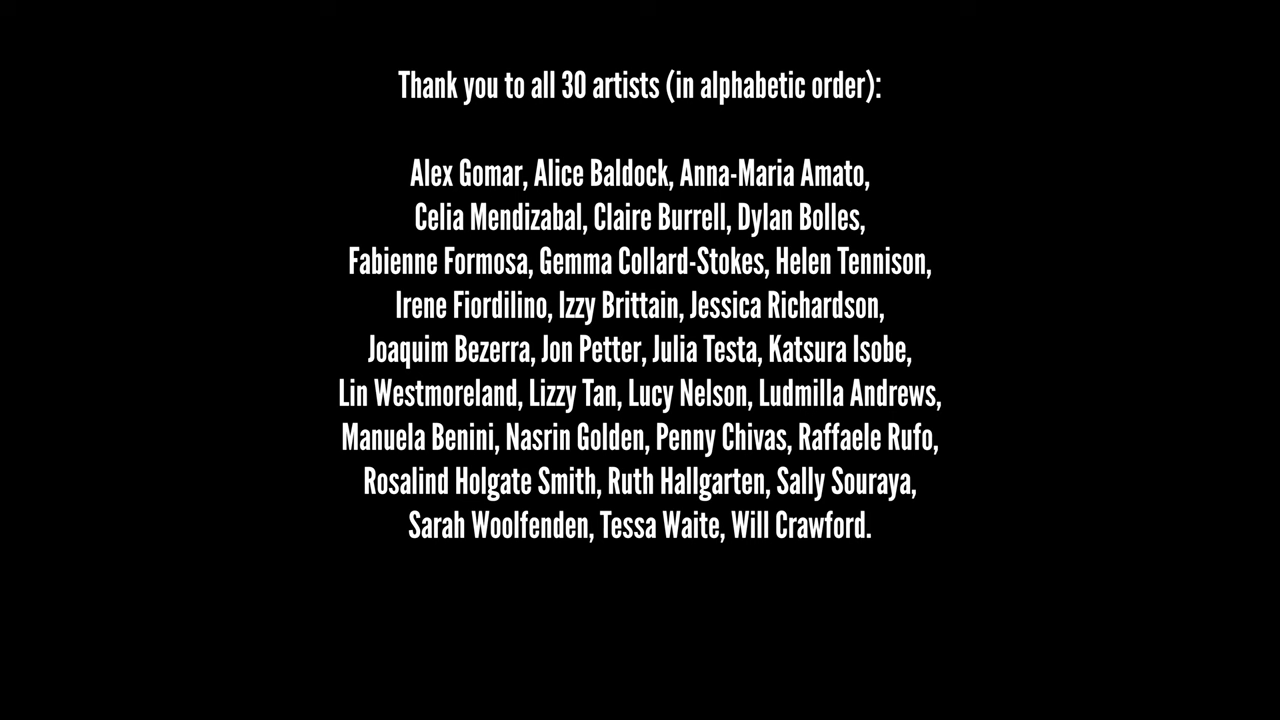 Thank you to all 30 artists (in alphabetic order):
Alex Gomar, Alice Baldock, Anna-Maria Amato,
Celia Mendizabal, Claire Burrell, Dylan Bolles,
Fabienne Formosa, Gemma Collard-Stokes, Helen Tennison,
Irene Fiordilino, Izzy Brittain, Jessica Richardson,
Joaquim Bezerra, Jon Petter, Julia Testa, Katsura Isobe,
Lin Westmoreland, Lizzy Tan, Lucy Nelson, Ludmilla Andrews,
Manuela Benini, Nasrin Golden, Penny Chivas, Raffaele Rufo,
Rosalind Holgate Smith, Ruth Hallgarten, Sally Souraya,
Sarah Woolfenden, Tessa Waite, Will Crawford.